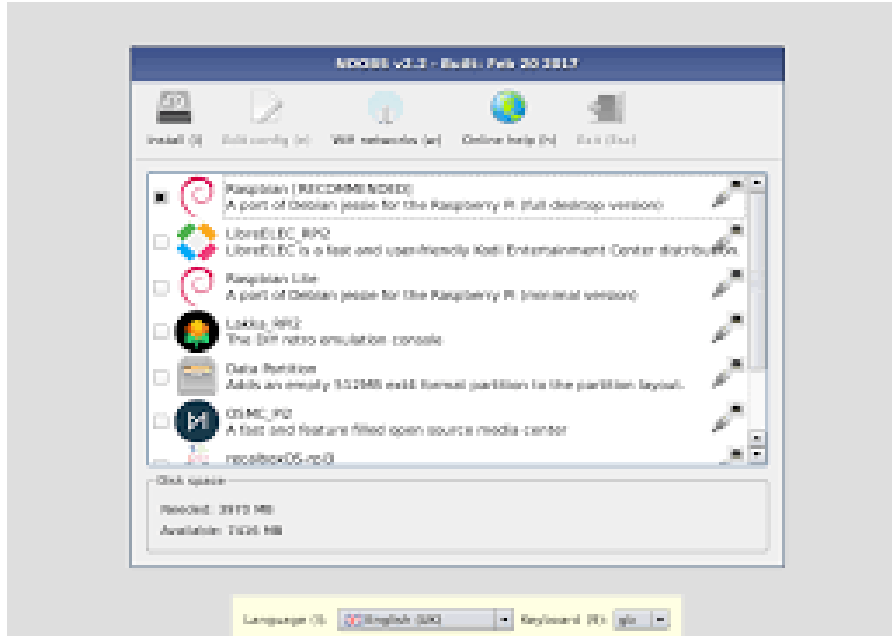 NOOBS v2.3 - Built: Feb 20 2017
Install (i)
Edit config (e)
Wifi networks (w)
Online help (h)
Exit (Esc)
Raspbian [RECOMMENDED]
A port of Debian jessie for the Raspberry Pi (full desktop version)
LibreELEC_RPi2
LibreELEC is a fast and user-friendly Kodi Entertainment Center distribution.
Raspbian Lite
A port of Debian jessie for the Raspberry Pi (minimal version)
Lakka_RPi2
The DIY retro emulation console
Data Partition
Adds an empty 512MB ext4 format partition to the partition layout.
OSMC_Pi2
A fast and feature filled open source media center
recalboxOS-rpi3
Disk space
Needed:
MB
Available:
MB
Language (l):
English (UK)
Keyboard (9):
gb